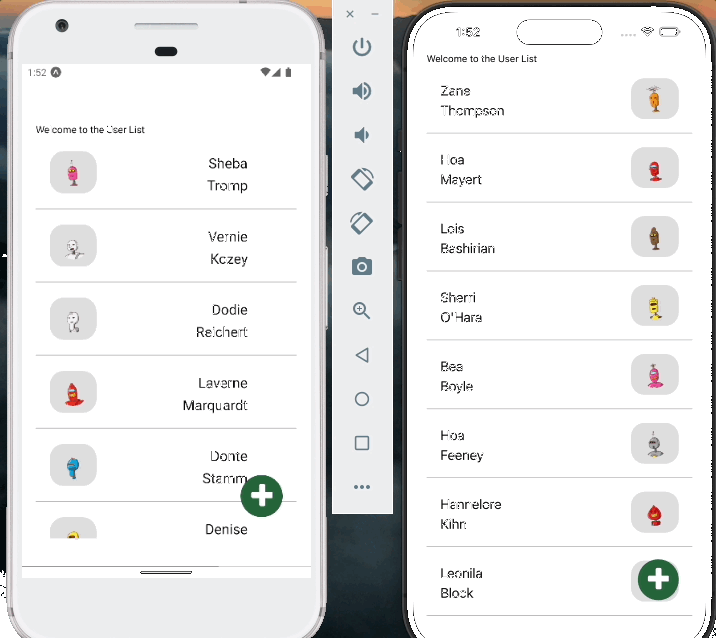 1:52
We come to the User List
Sheba
Tromp
Vernie
Kozey
Dodie
Reichert
Laverne
Marquardt
Donte
Stamm
Denise
1:52
Welcome to the User List
Zane
Thompson
Hoa
Mayert
Lois
Bashirian
Sherri
O'Hara
Bea
Boyle
Hoa
Feeney
Hannelore
Kihn
Leonila
Block